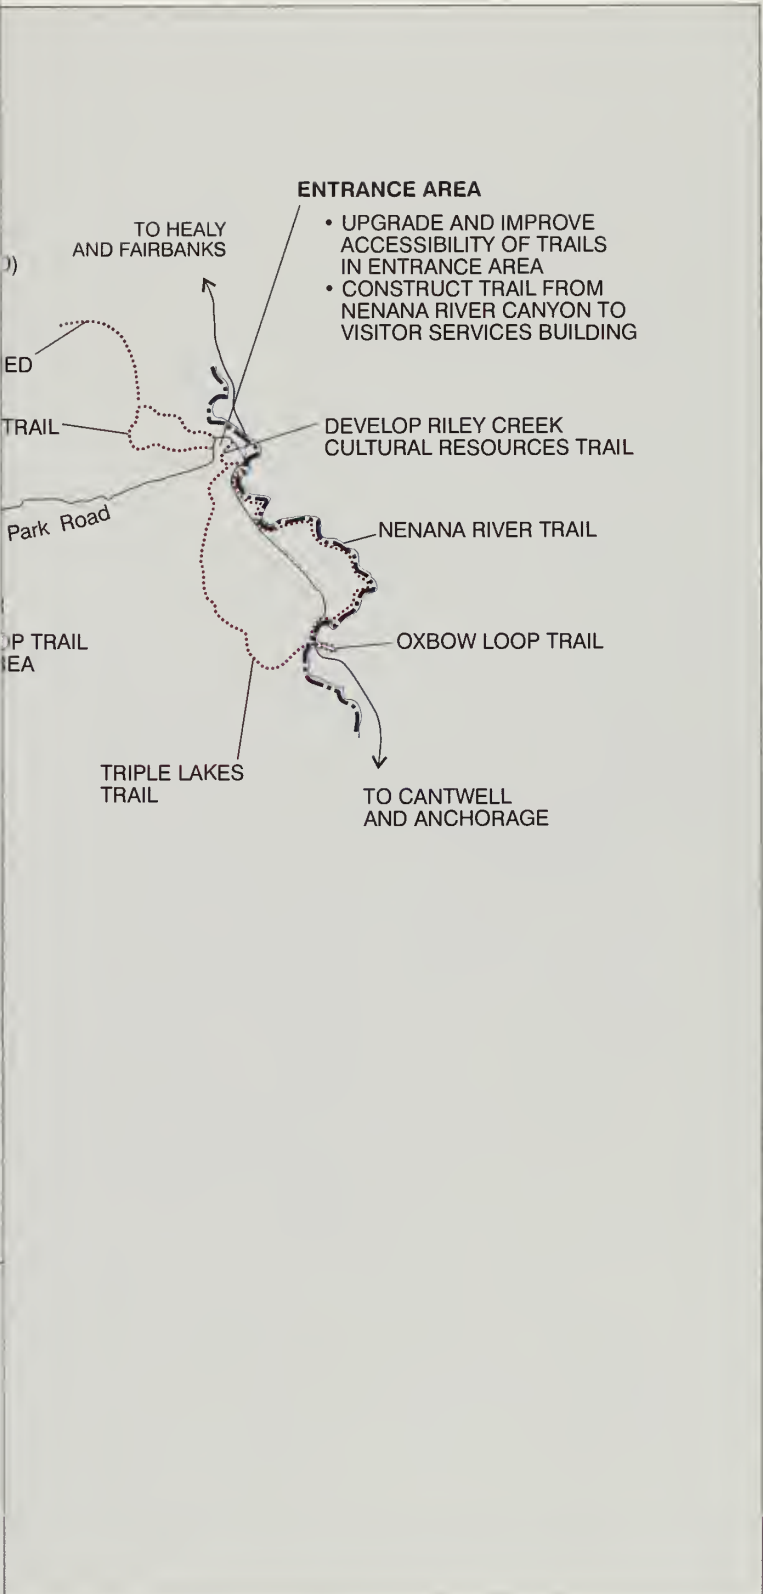 ENTRANCE AREA
• UPGRADE AND IMPROVE
ACCESSIBILITY OF TRAILS
IN ENTRANCE AREA
• CONSTRUCT TRAIL FROM
NENANA RIVER CANYON TO
VISITOR SERVICES BUILDING
TO HEALY
AND FAIRBANKS
)
ED
TRAIL
DEVELOP RILEY CREEK
CULTURAL RESOURCES TRAIL
Park Road
NENANA RIVER TRAIL
P TRAIL
EA
OXBOW LOOP TRAIL
TRIPLE LAKES
TRAIL
TO CANTWELL
AND ANCHORAGE